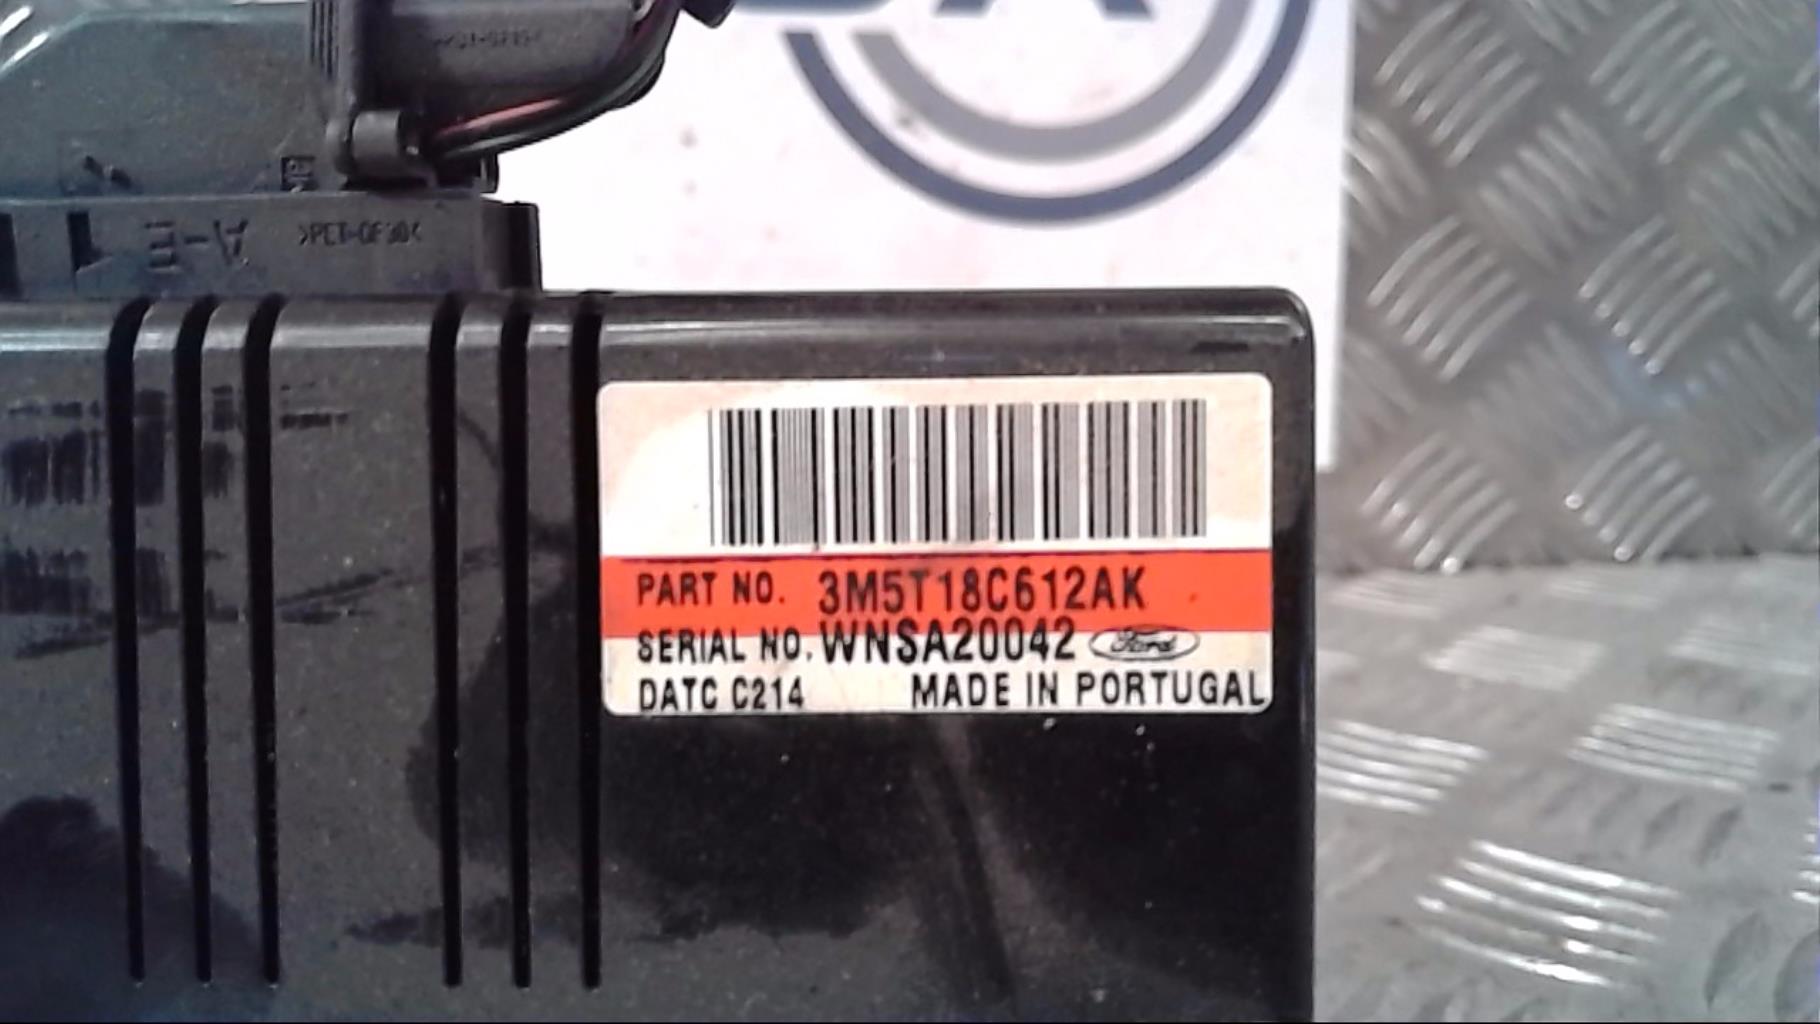 >PET-GF30<
PART NO. 3M5T18C612AK
SERIAL NO. WNSA20042 Ford
DATC C214 MADE IN PORTUGAL